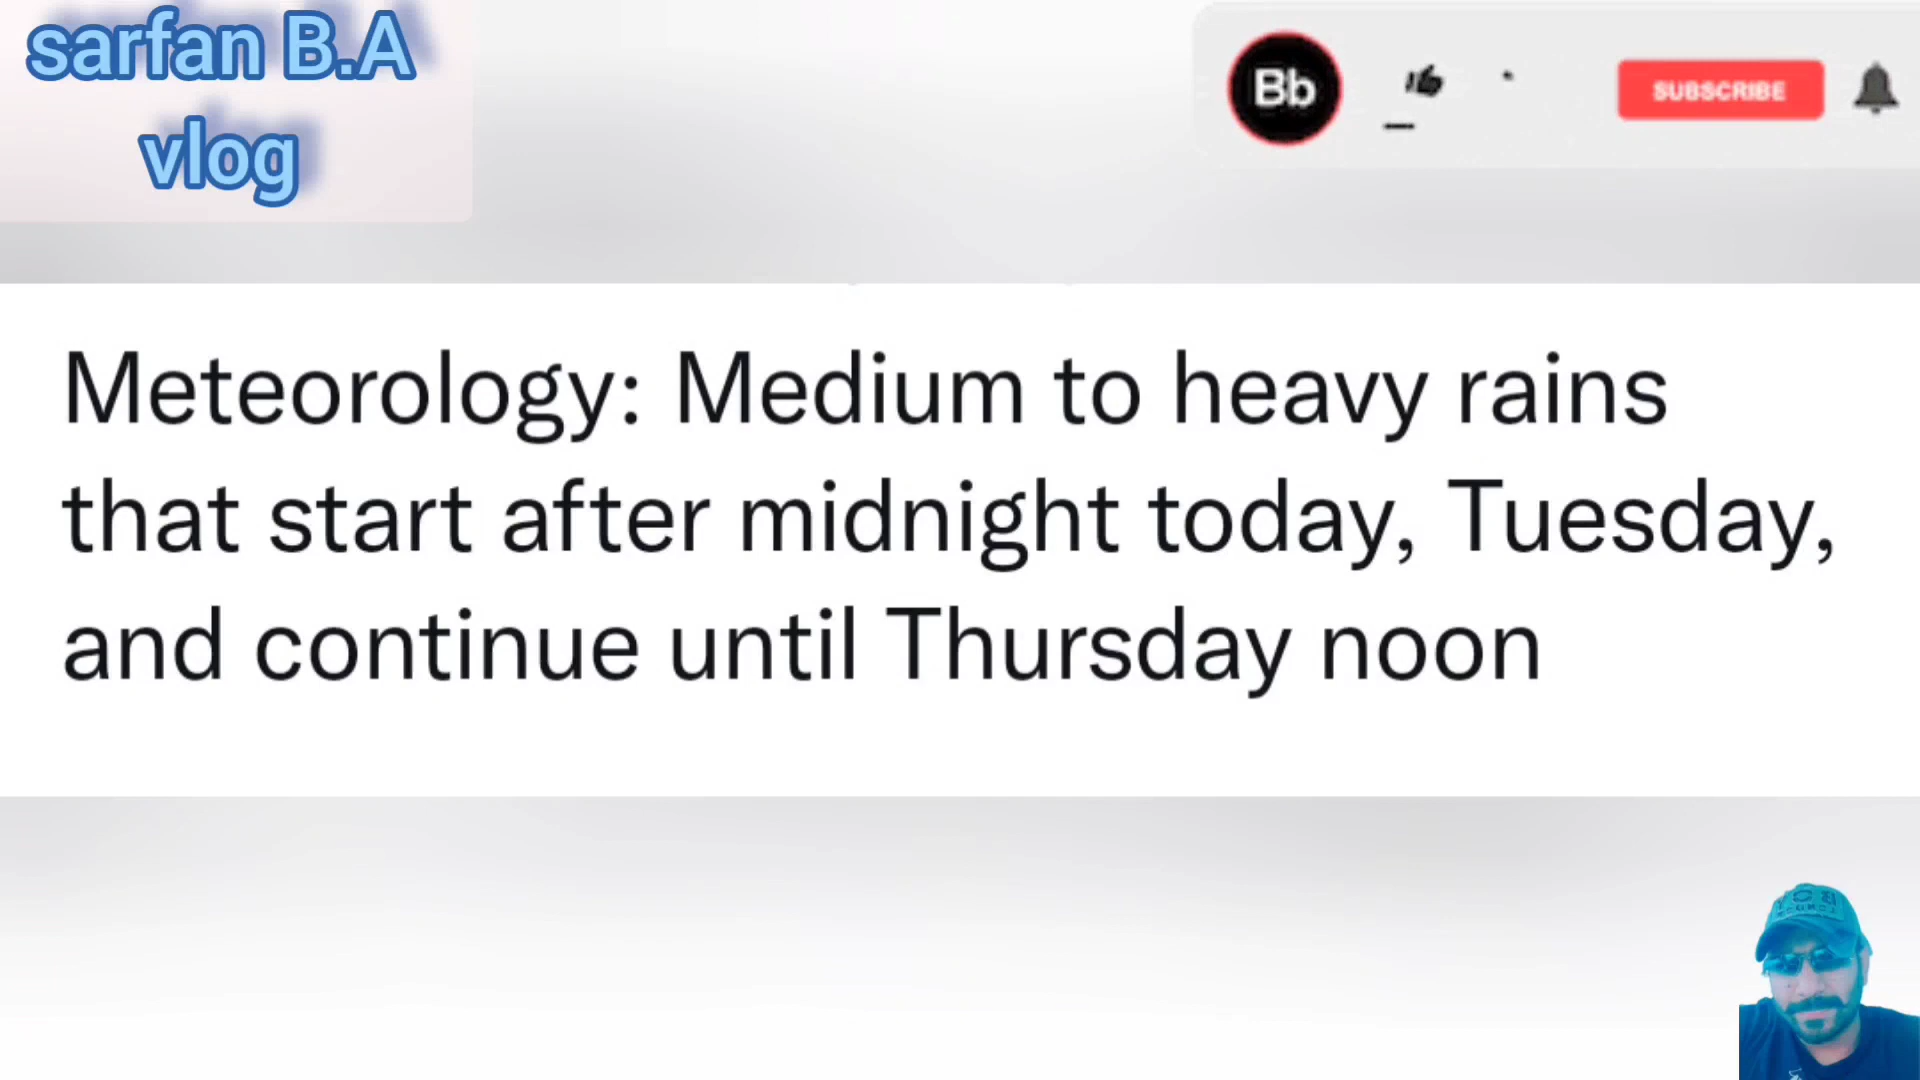 sarfan B.A
vlog
Bb
SUBSCRIBE
Meteorology: Medium to heavy rains
that start after midnight today, Tuesday,
and continue until Thursday noon